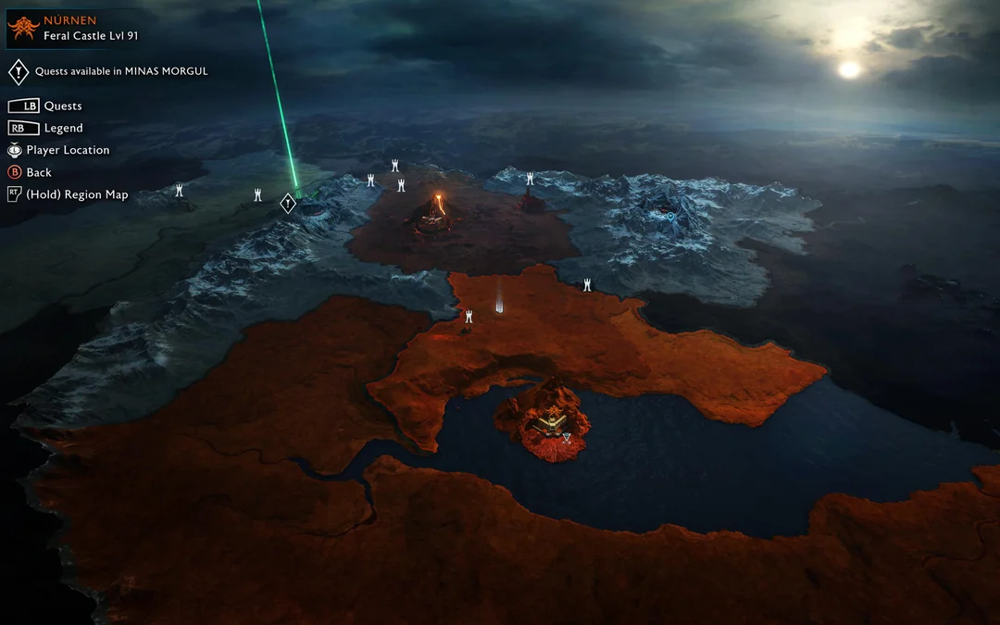 NÚRNEN
Feral Castle Lvl 91
Quests available in MINAS MORGUL
LB Quests
RB Legend
L Player Location
B Back
RT (Hold) Region Map